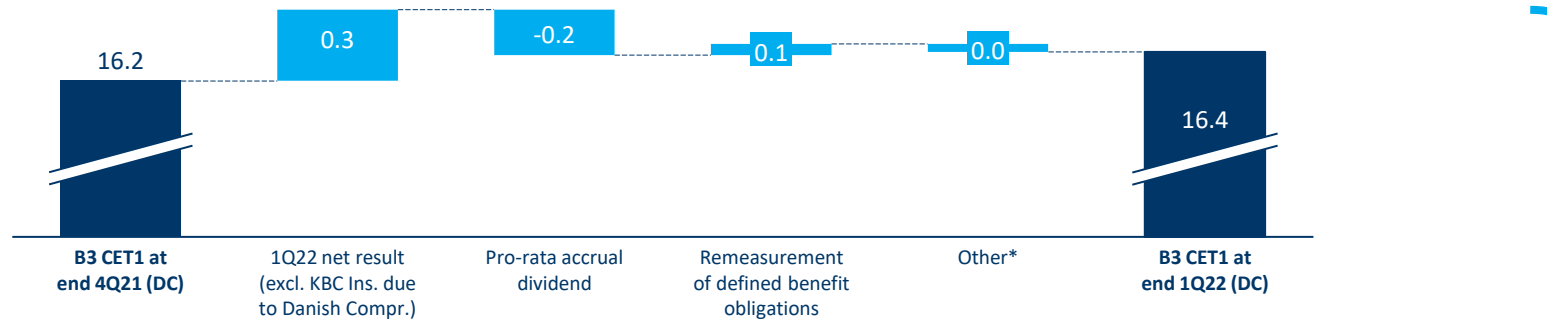 16.2
0.3
-0.2
0.1
0.0
16.4
B3 CET1 at
end 4Q21 (DC)
1Q22 net result
(excl. KBC Ins. due
to Danish Compr.)
Pro-rata accrual
dividend
Remeasurement
of defined benefit
obligations
Other*
B3 CET1 at
end 1Q22 (DC)